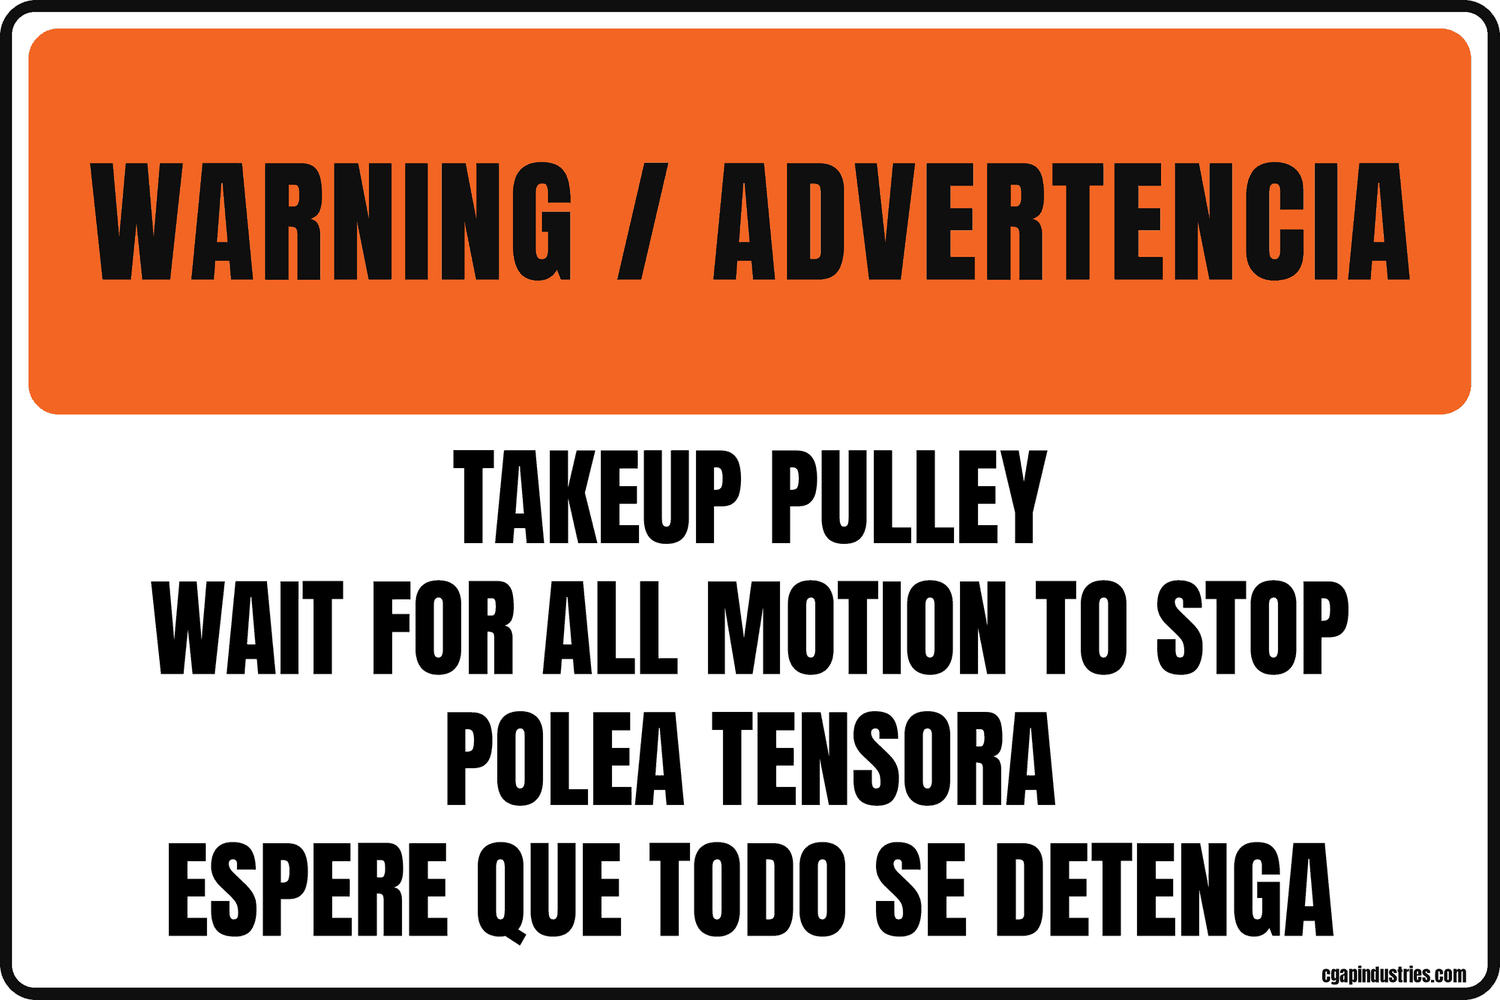 WARNING / ADVERTENCIA
TAKEUP PULLEY
WAIT FOR ALL MOTION TO STOP
POLEA TENSORA
ESPERE QUE TODO SE DETENGA
cgapindustries.com